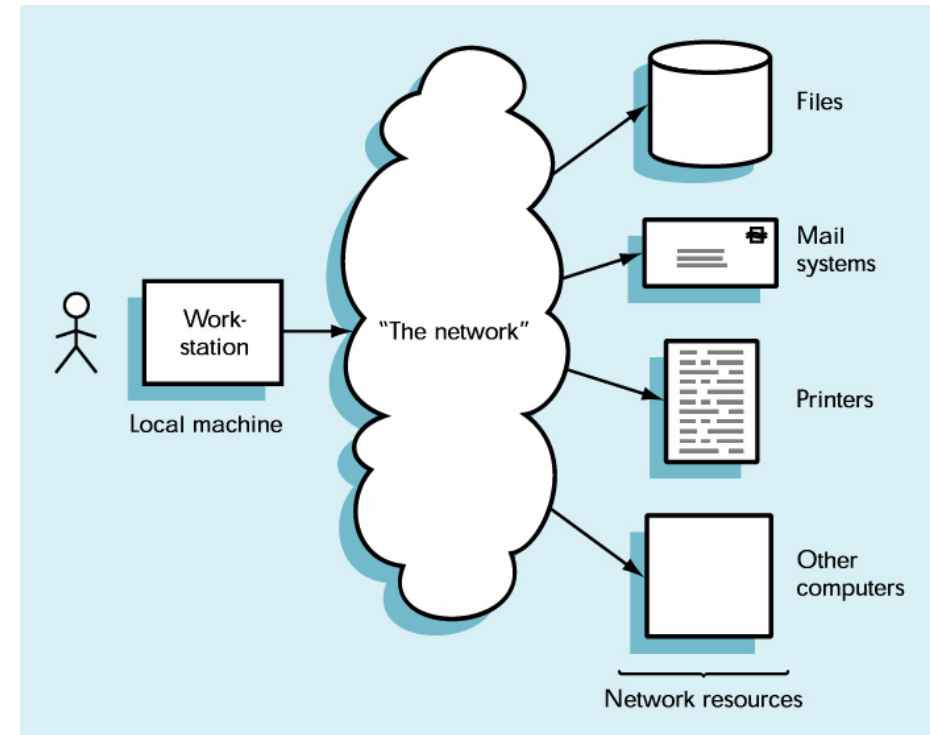 Files
Mail
systems
Work-
station
"The network"
Printers
Local machine
Other
computers
Network resources